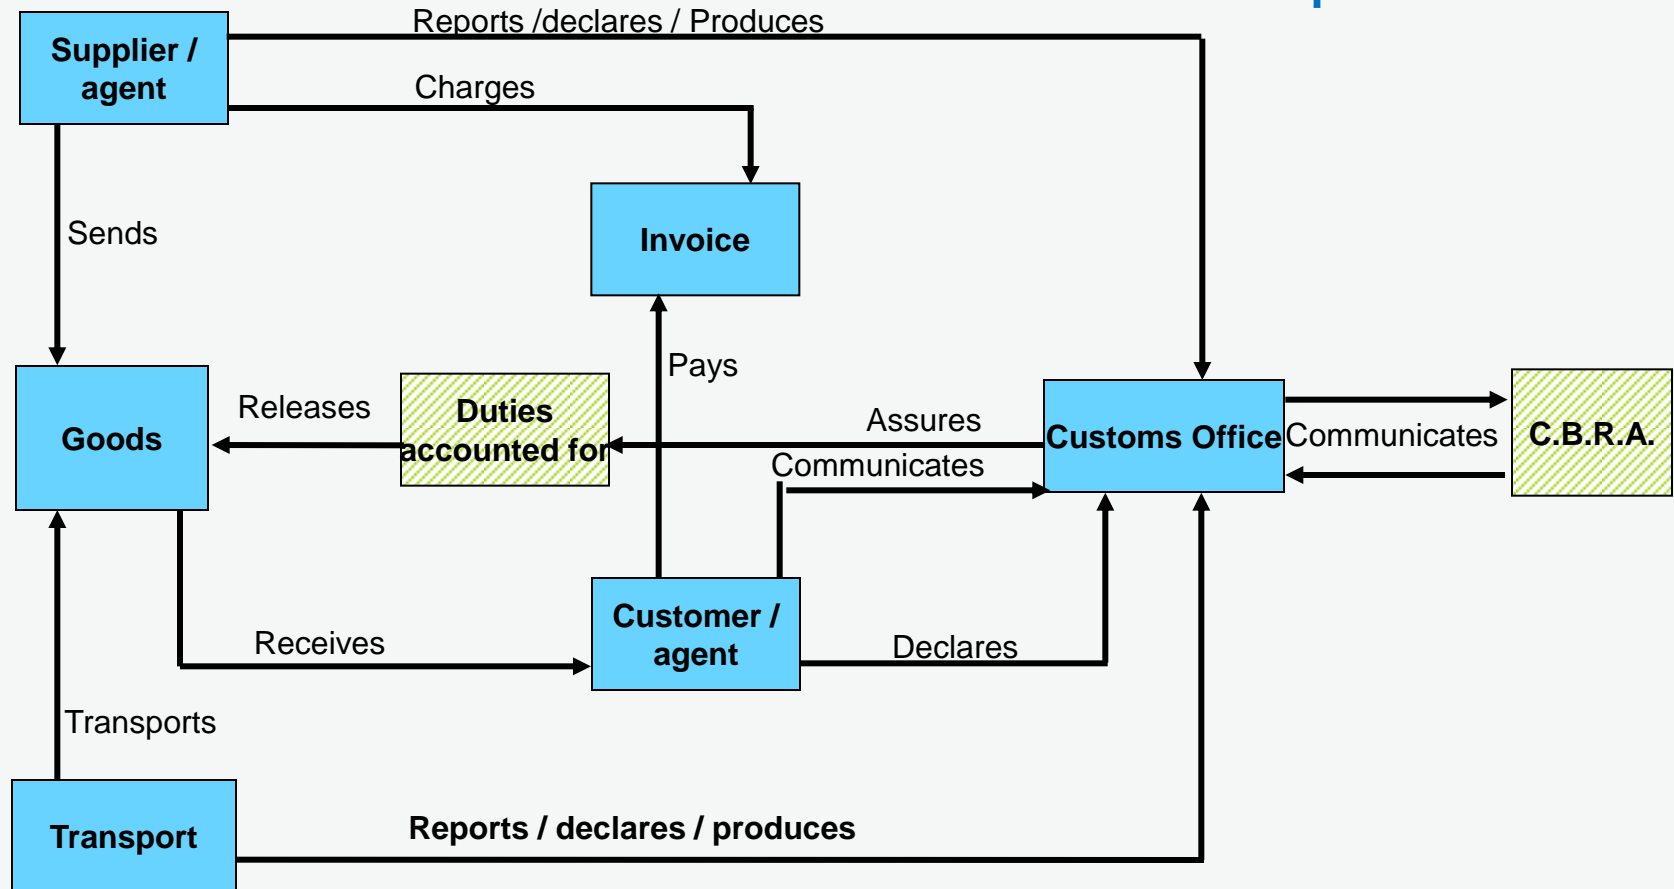 Reports /declares / Produces
Supplier /
agent
Charges
Sends
Invoice
Pays
Releases
Duties
accounted for
Assures
Goods
Customs Office
Communicates
C.B.R.A.
Communicates
Customer /
agent
Receives
Declares
Transports
Reports / declares / produces
Transport